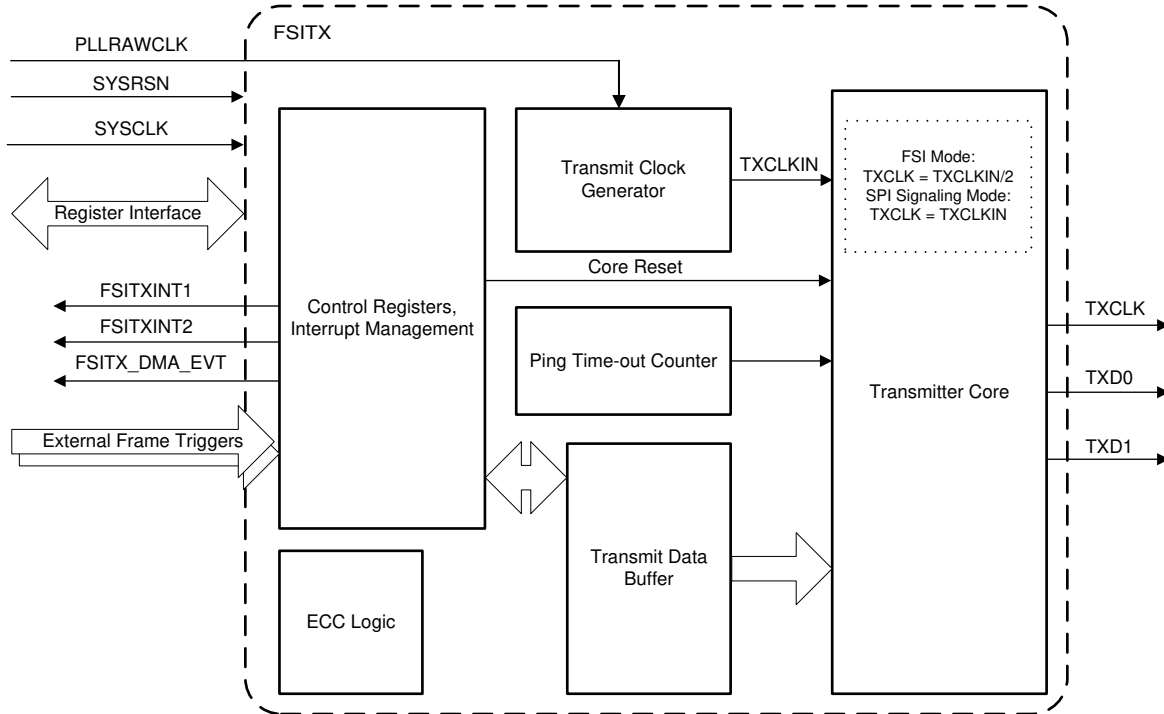 FSITX
PLLRAWCLK
SYSRSN
SYSCLK
Register Interface
FSITXINT1
FSITXINT2
FSITX_DMA_EVT
External Frame Triggers
Control Registers,
Interrupt Management
ECC Logic
Transmit Clock
Generator
TXCLKIN
Core Reset
Ping Time-out Counter
Transmit Data
Buffer
FSI Mode:
TXCLK = TXCLKIN/2
SPI Signaling Mode:
TXCLK = TXCLKIN
Transmitter Core
TXCLK
TXD0
TXD1